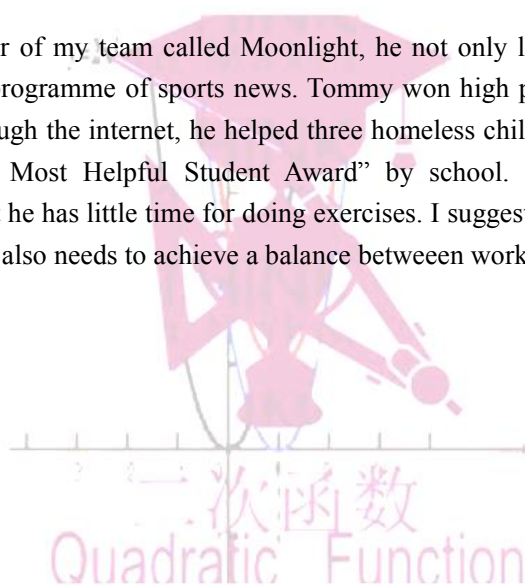 r of my team called Moonlight, he not only l
programme of sports news. Tommy won high p
ugh the internet, he helped three homeless chil
Most Helpful Student Award” by school.
he has little time for doing exercises. I suggest
also needs to achieve a balance betweeen work
二次函数
Quadratic Function